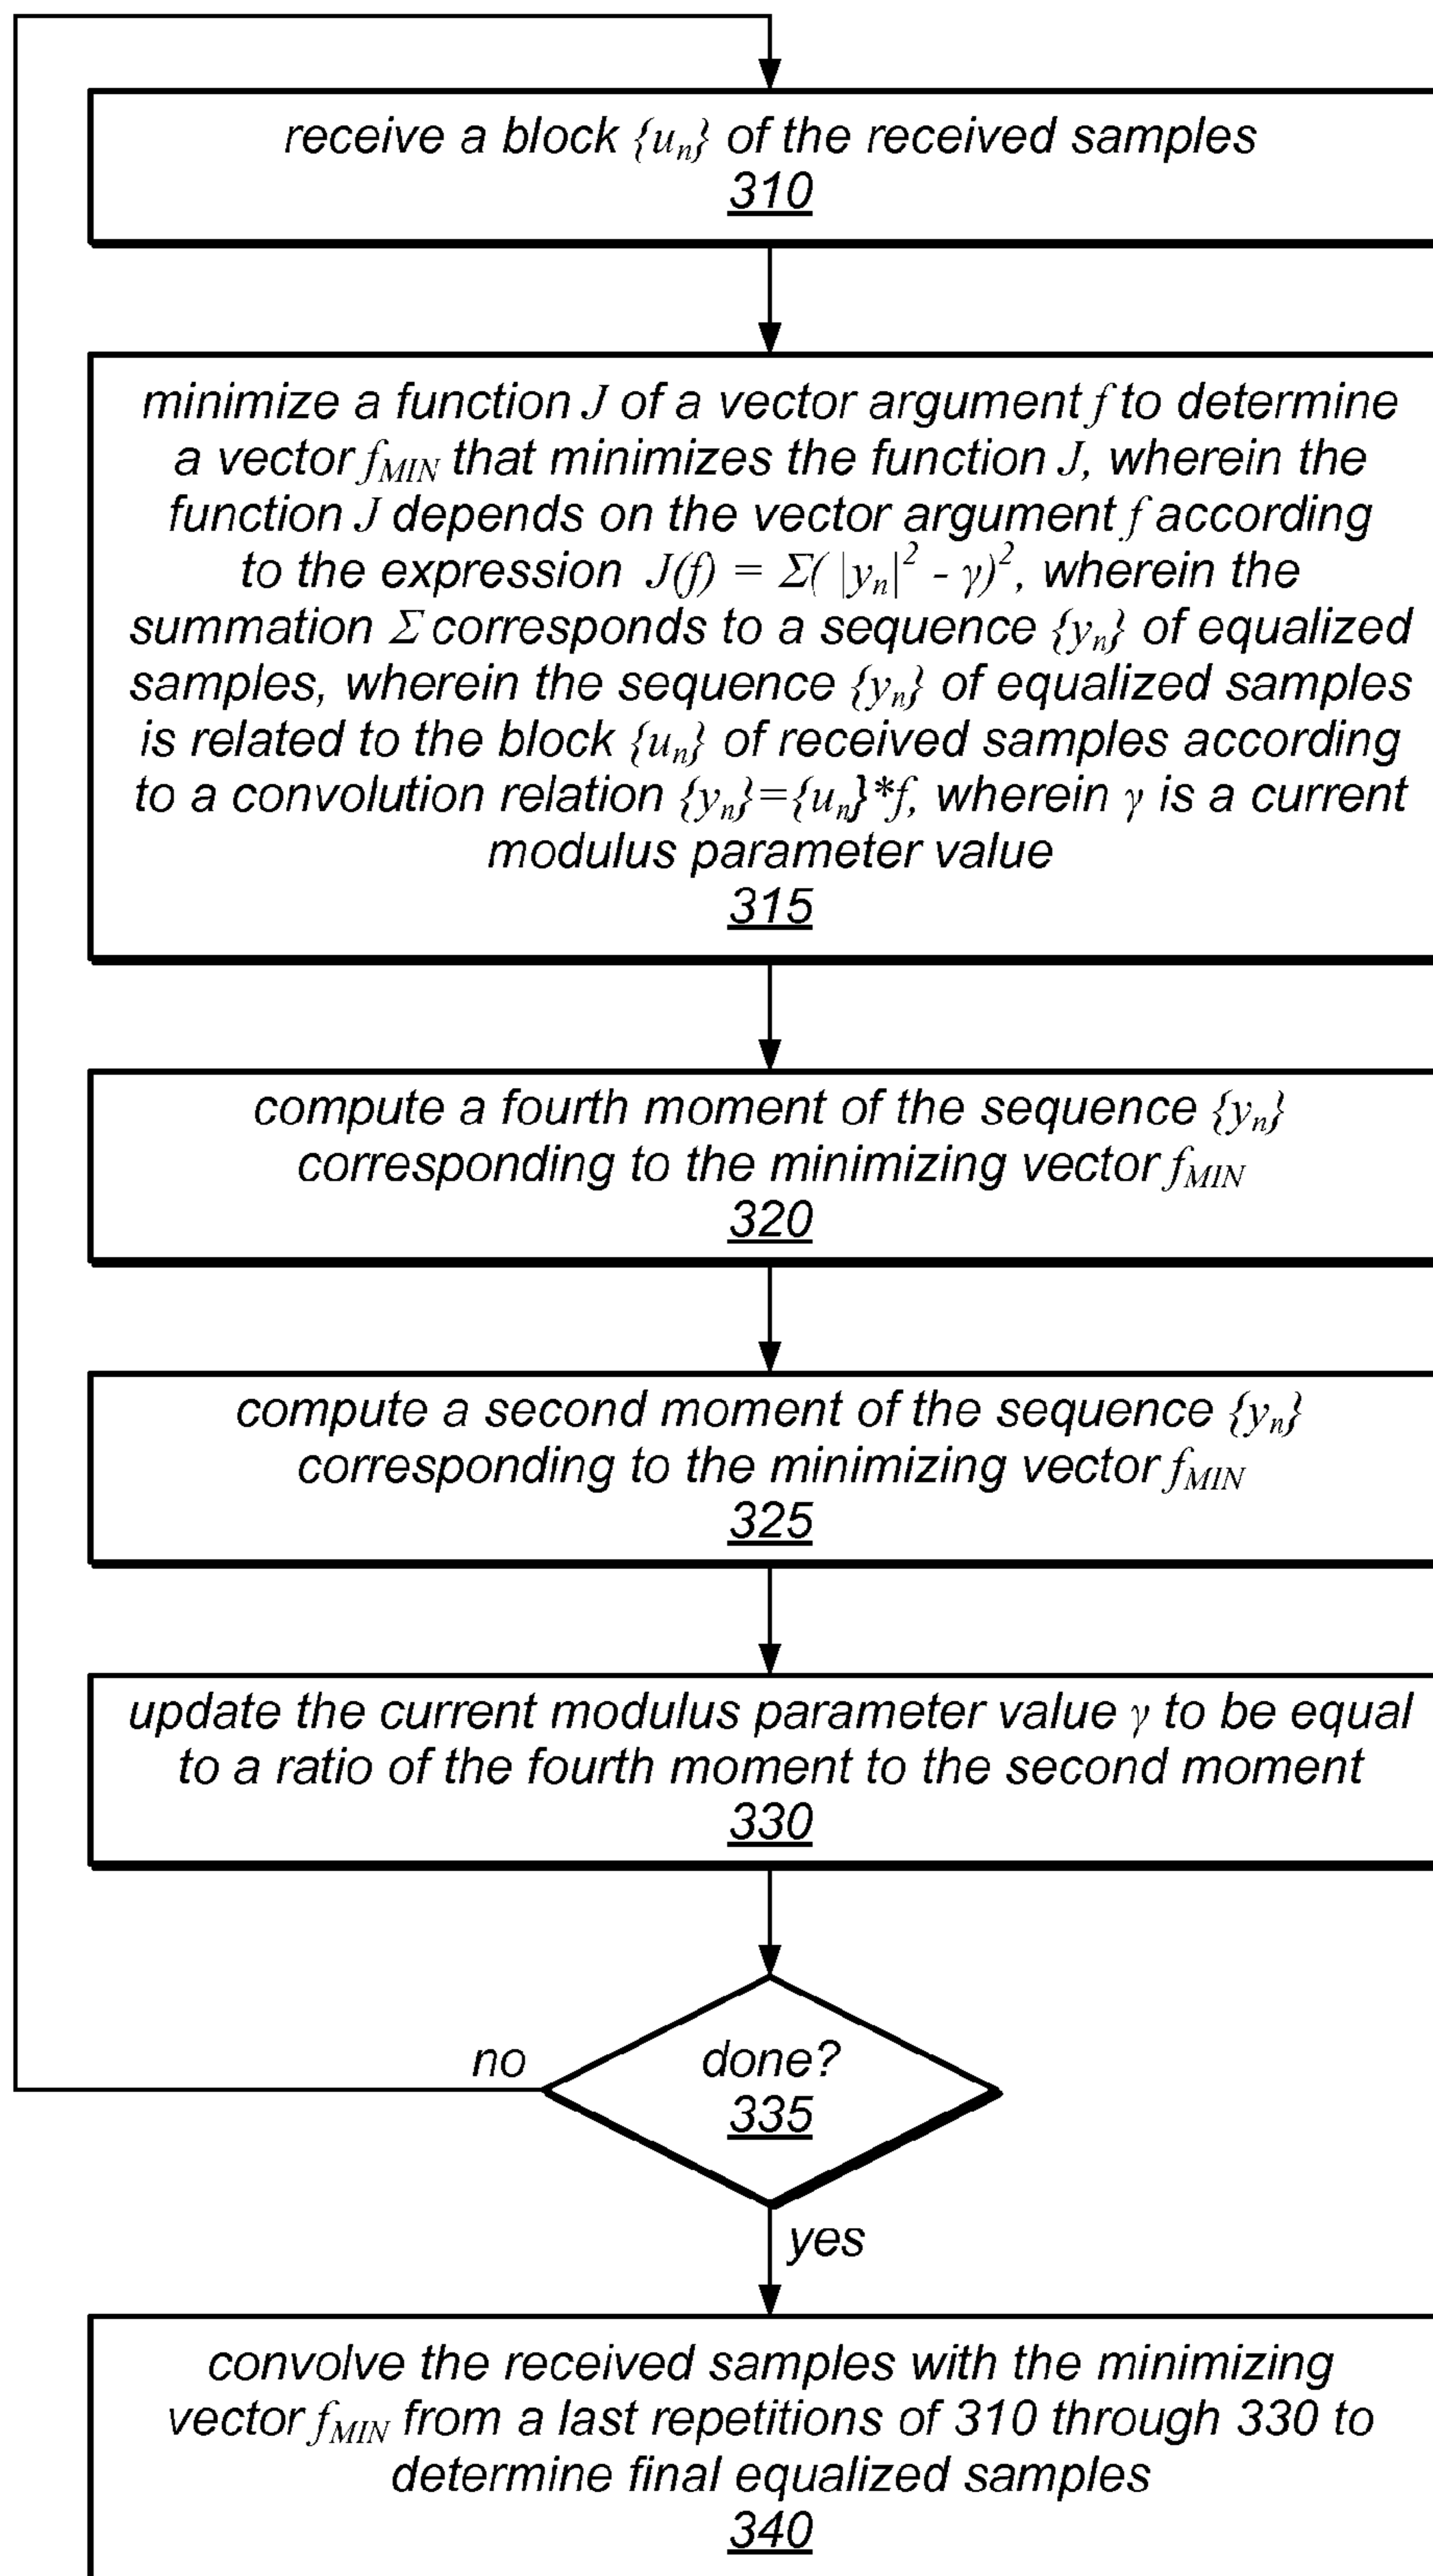 receive a block {uₙ} of the received samples
310
minimize a function J of a vector argument f to determine
a vector f_MIN that minimizes the function J, wherein the
function J depends on the vector argument f according
to the expression J(f) = Σ( |yₙ|² - γ)², wherein the
summation Σ corresponds to a sequence {yₙ} of equalized
samples, wherein the sequence {yₙ} of equalized samples
is related to the block {uₙ} of received samples according
to a convolution relation {yₙ}={uₙ}*f, wherein γ is a current
modulus parameter value
315
compute a fourth moment of the sequence {yₙ}
corresponding to the minimizing vector f_MIN
320
compute a second moment of the sequence {yₙ}
corresponding to the minimizing vector f_MIN
325
update the current modulus parameter value γ to be equal
to a ratio of the fourth moment to the second moment
330
no
done?
335
yes
convolve the received samples with the minimizing
vector f_MIN from a last repetitions of 310 through 330 to
determine final equalized samples
340